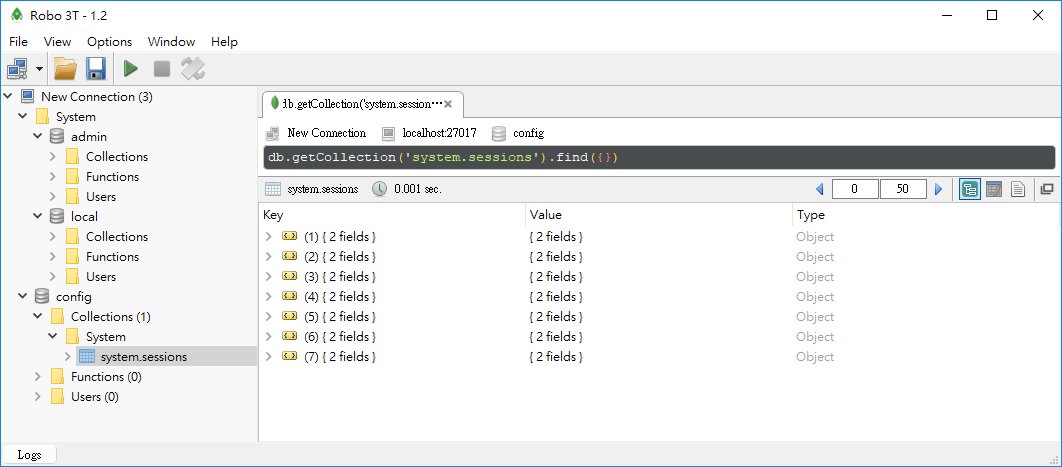 Robo 3T - 1.2
File View Options Window Help
New Connection (3)
System
admin
Collections
Functions
Users
local
Collections
Functions
Users
config
Collections (1)
System
system.sessions
Functions (0)
Users (0)
db.getCollection('system.session⋯
New Connection localhost:27017 config
db.getCollection('system.sessions').find({})
system.sessions 0.001 sec. 0 50
Key Value Type
(1) { 2 fields } { 2 fields } Object
(2) { 2 fields } { 2 fields } Object
(3) { 2 fields } { 2 fields } Object
(4) { 2 fields } { 2 fields } Object
(5) { 2 fields } { 2 fields } Object
(6) { 2 fields } { 2 fields } Object
(7) { 2 fields } { 2 fields } Object
Logs